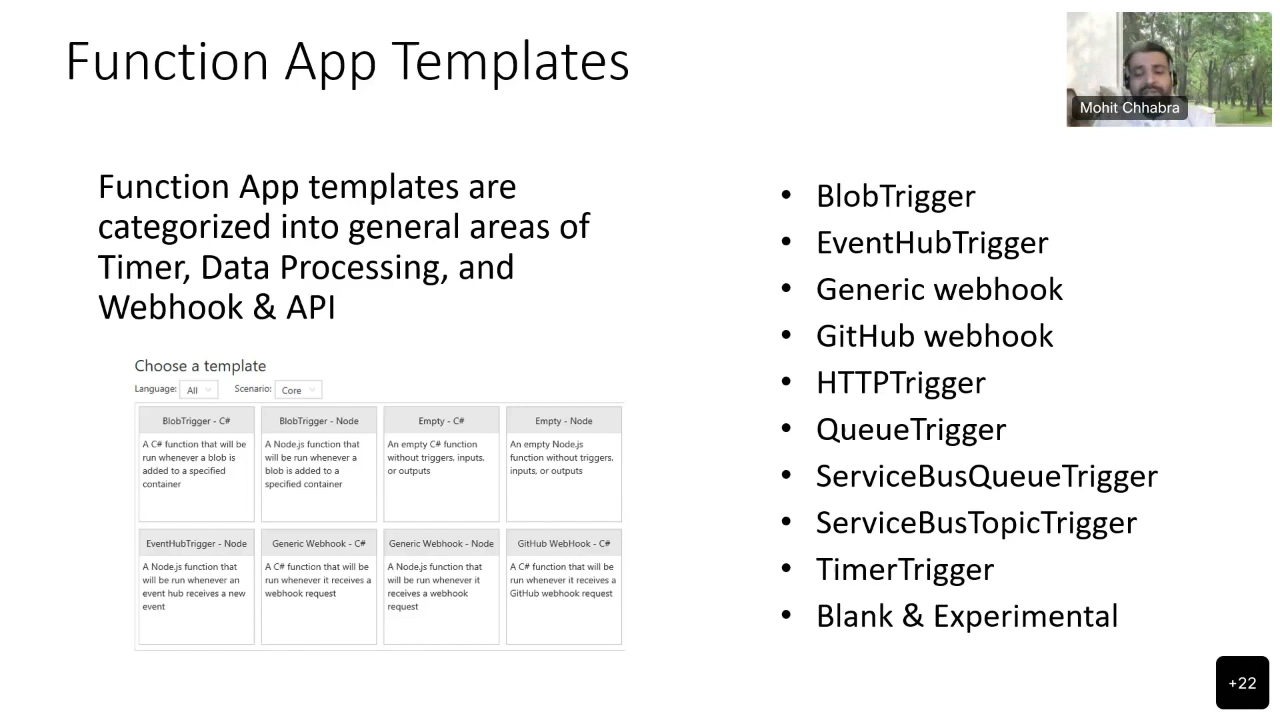 Function App Templates
Mohit Chhabra
Function App templates are
categorized into general areas of
Timer, Data Processing, and
Webhook & API
Choose a template
Language: All Scenario: Core
BlobTrigger - C#
A C# function that will be
run whenever a blob is
added to a specified
container
BlobTrigger - Node
A Node.js function that
will be run whenever a
blob is added to a
specified container
Empty - C#
An empty C# function
without triggers, inputs,
or outputs
Empty - Node
An empty Node.js
function without triggers,
inputs, or outputs
EventHubTrigger - Node
A Node.js function that
will be run whenever an
event hub receives a new
event
Generic Webhook - C#
A C# function that will be
run whenever it receives a
webhook request
Generic Webhook - Node
A Node.js function that
will be run whenever it
receives a webhook
request
GitHub WebHook - C#
A C# function that will be
run whenever it receives a
GitHub webhook request
• BlobTrigger
• EventHubTrigger
• Generic webhook
• GitHub webhook
• HTTPTrigger
• QueueTrigger
• ServiceBusQueueTrigger
• ServiceBusTopicTrigger
• TimerTrigger
• Blank & Experimental
+22